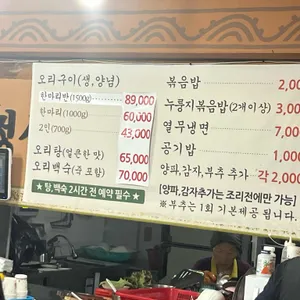 오리구이(생,양념)
한마리반(1500g) 89,000
한마리(1000g) 60,000
2인(700g) 43,000
오리탕(얼큰한 맛) 65,000
오리백숙(죽 포함) 70,000
★ 탕,백숙 2시간 전 예약 필수 ★
볶음밥 2,00
누룽지볶음밥(2개이상) 3,00
열무냉면 7,00
공기밥 1,00
양파,감자,부추 추가 각 2,00
[양파,감자추가는 조리전에만 가능]
※ 부추는 1회 기본제공 됩니다.